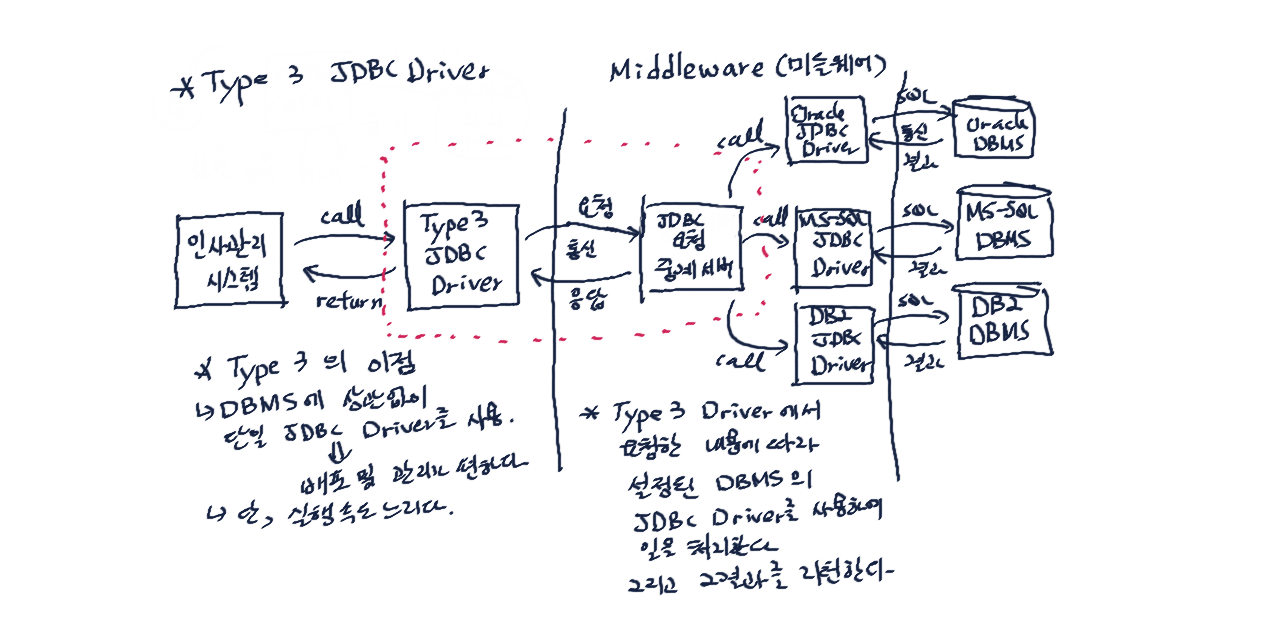 * Type 3 JDBC Driver
Middleware (미들웨어)
인사관리
시스템
call
return
Type 3
JDBC
Driver
요청
통신
응답
JDBC
요청
중계서버
call
call
call
Oracle
JDBC
Driver
SQL
통신
결과
Oracle
DBMS
MS-SQL
JDBC
Driver
SQL
결과
MS-SQL
DBMS
DB2
JDBC
Driver
SQL
결과
DB2
DBMS
* Type 3 의 이점
↳ DBMS에 상관없이
단일 JDBC Driver를 사용.
⇓
배포 및 관리가 편하다
↳ 단, 실행속도 느리다.
* Type 3 Driver에서
요청한 내용에 따라
설정된 DBMS의
JDBC Driver를 사용하여
일을 처리한다
그리고 그결과를 리턴한다-